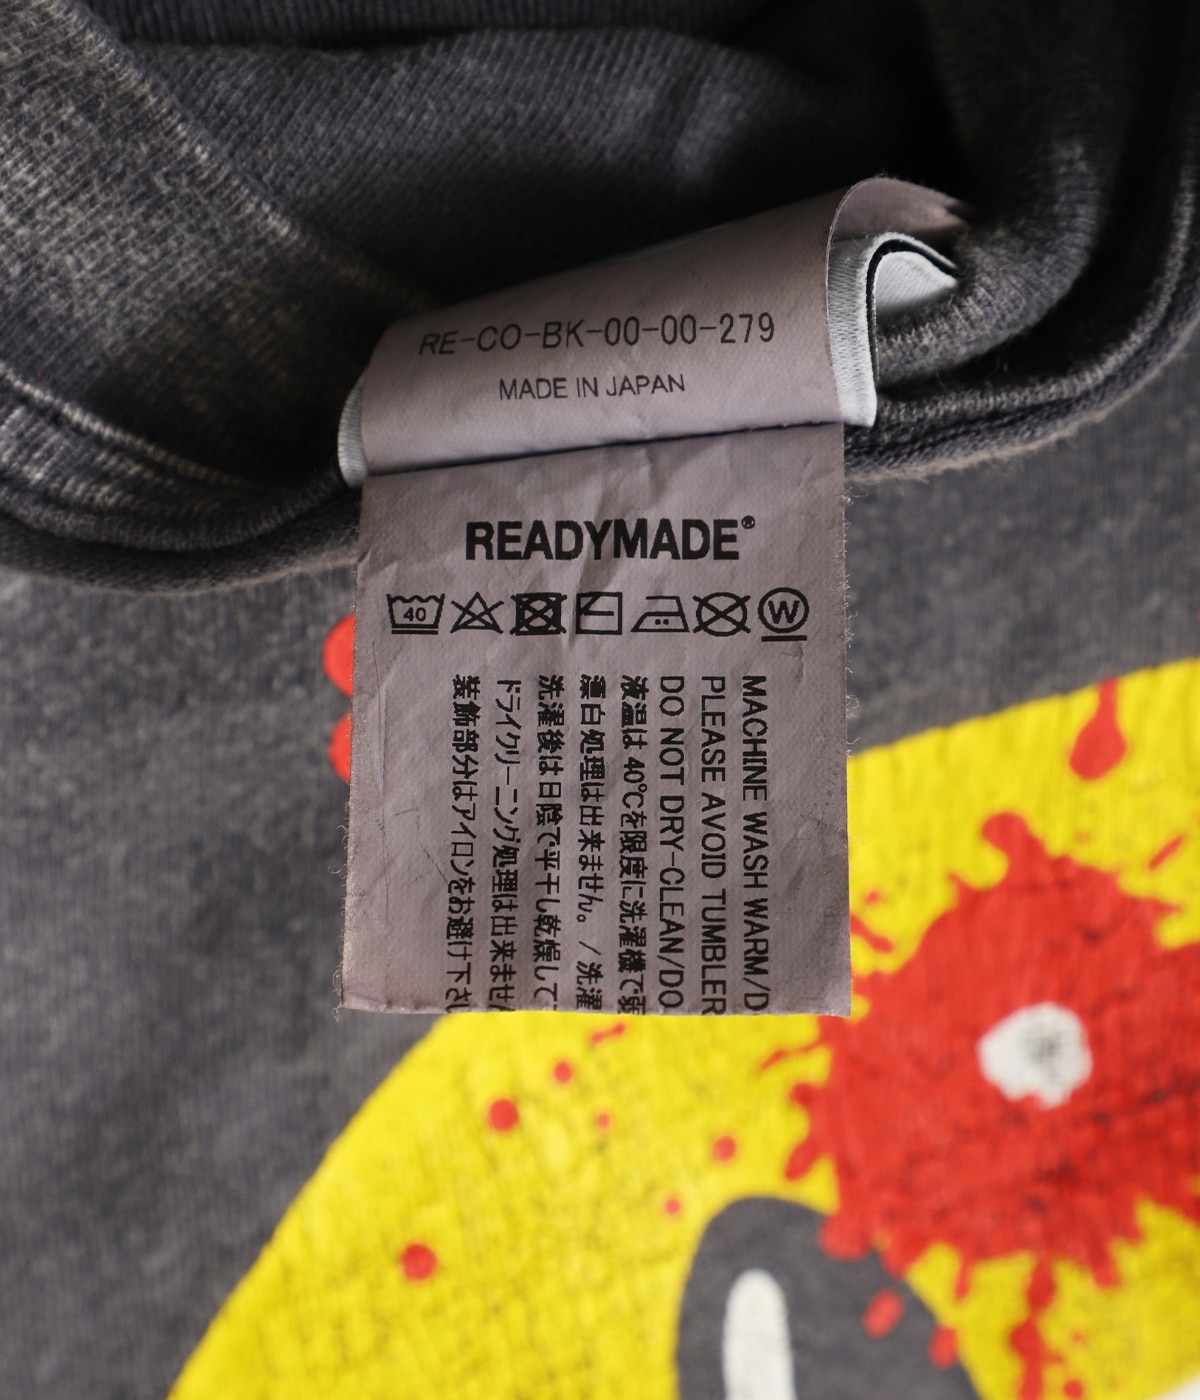 RE-CO-BK-00-00-279
MADE IN JAPAN
READYMADE®
40
W
MACHINE WASH WARM/D
PLEASE AVOID TUMBLER
DO NOT DRY-CLEAN/DO
液温は 40℃を限度に洗濯機で弱
漂白処理は出来ません。/ 洗濯
洗濯後は日陰で平干し乾燥して
ドライクリーニング処理は出来ませ
装飾部分はアイロンをお避け下さ